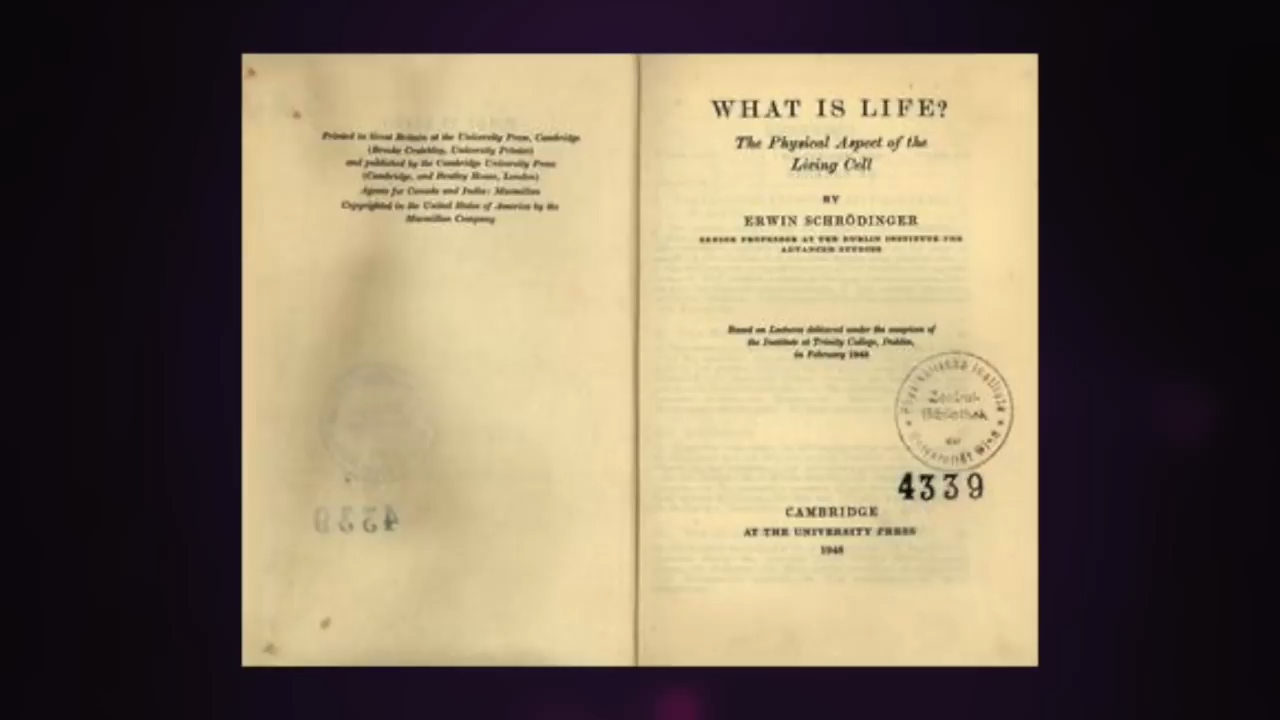 Printed in Great Britain at the University Press, Cambridge
(Brooke Crutchley, University Printer)
and published by the Cambridge University Press
(Cambridge, and Bentley House, London)
Agents for Canada and India: Macmillan
Copyrighted in the United States of America by the
Macmillan Company
4339
WHAT IS LIFE?
The Physical Aspect of the
Living Cell
BY
ERWIN SCHRÖDINGER
SENIOR PROFESSOR AT THE DUBLIN INSTITUTE FOR
ADVANCED STUDIES
Based on Lectures delivered under the auspices of
the Institute at Trinity College, Dublin,
in February 1943
Zentral-
Bibliothek
der
Universität Wien
4339
CAMBRIDGE
AT THE UNIVERSITY PRESS
1948